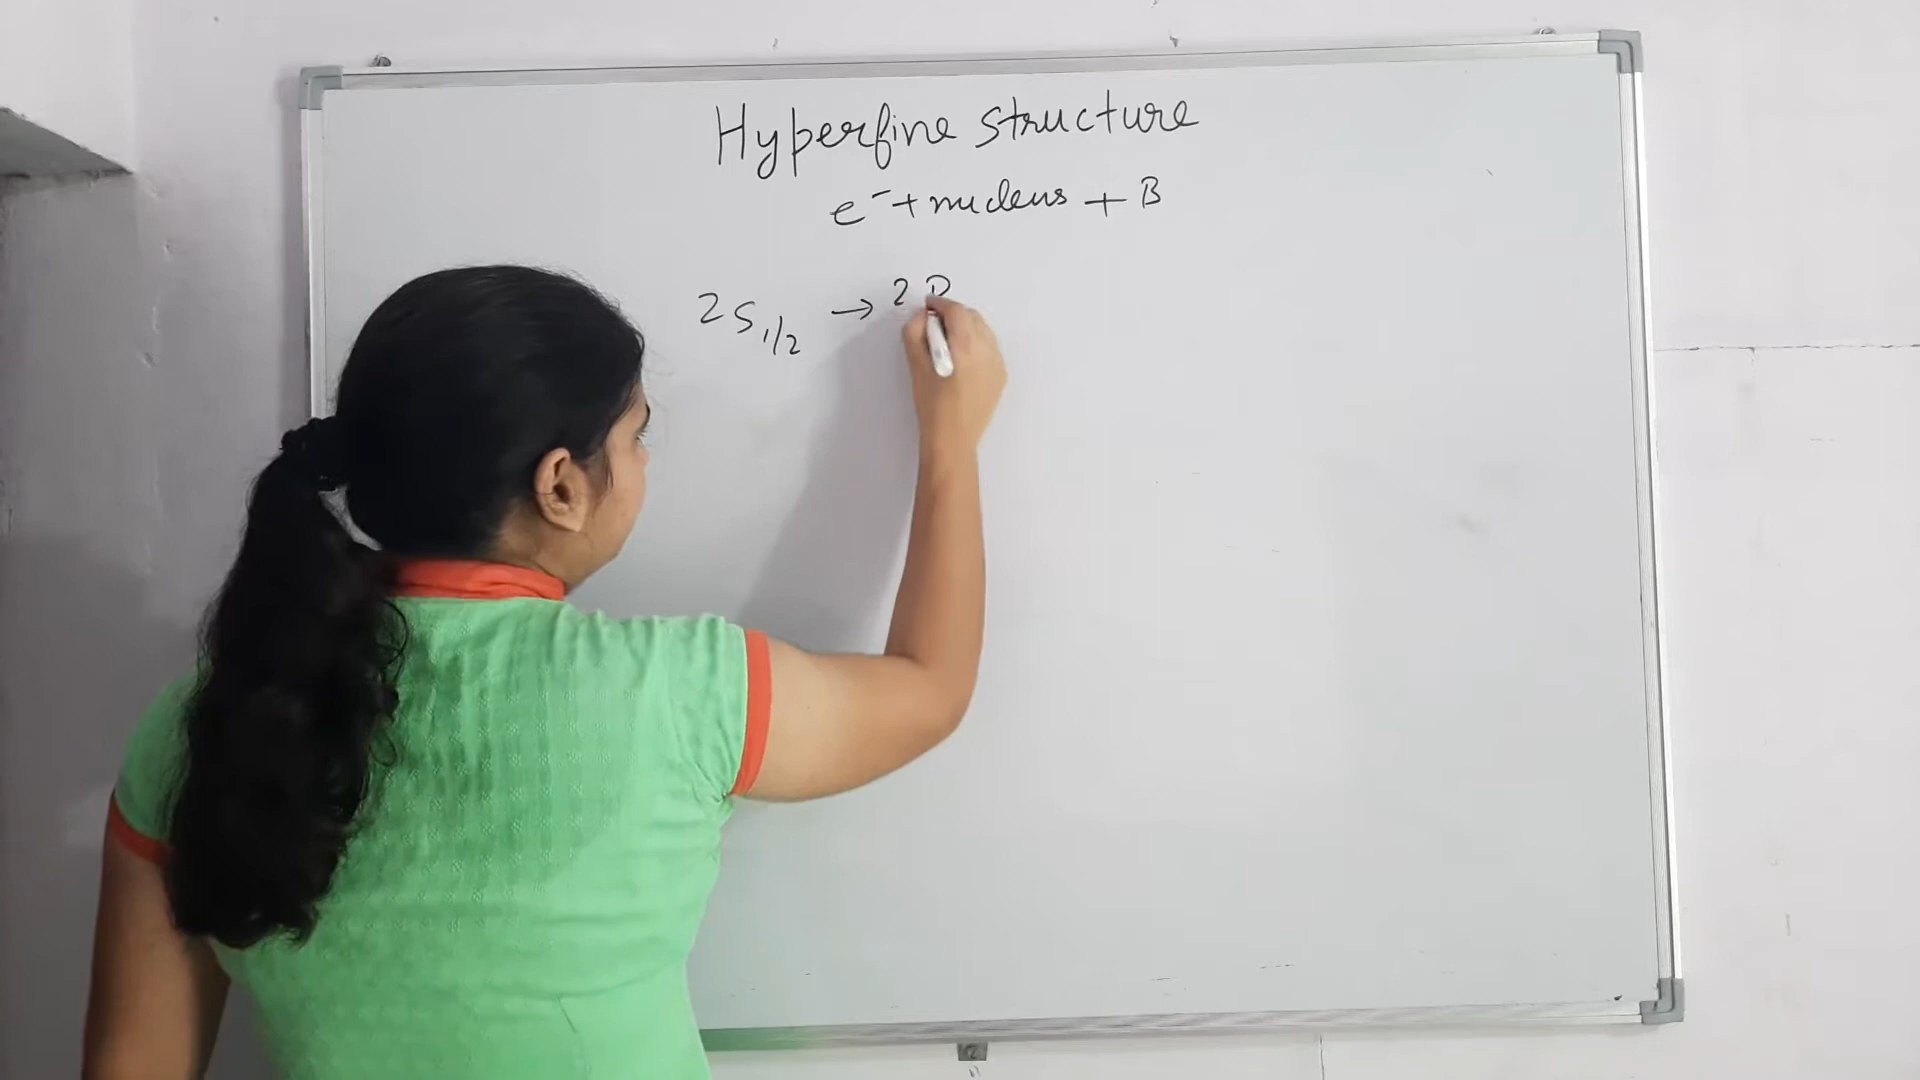 Hyperfine structure
e⁻ + nucleus + B
²S₁/₂ → ²P